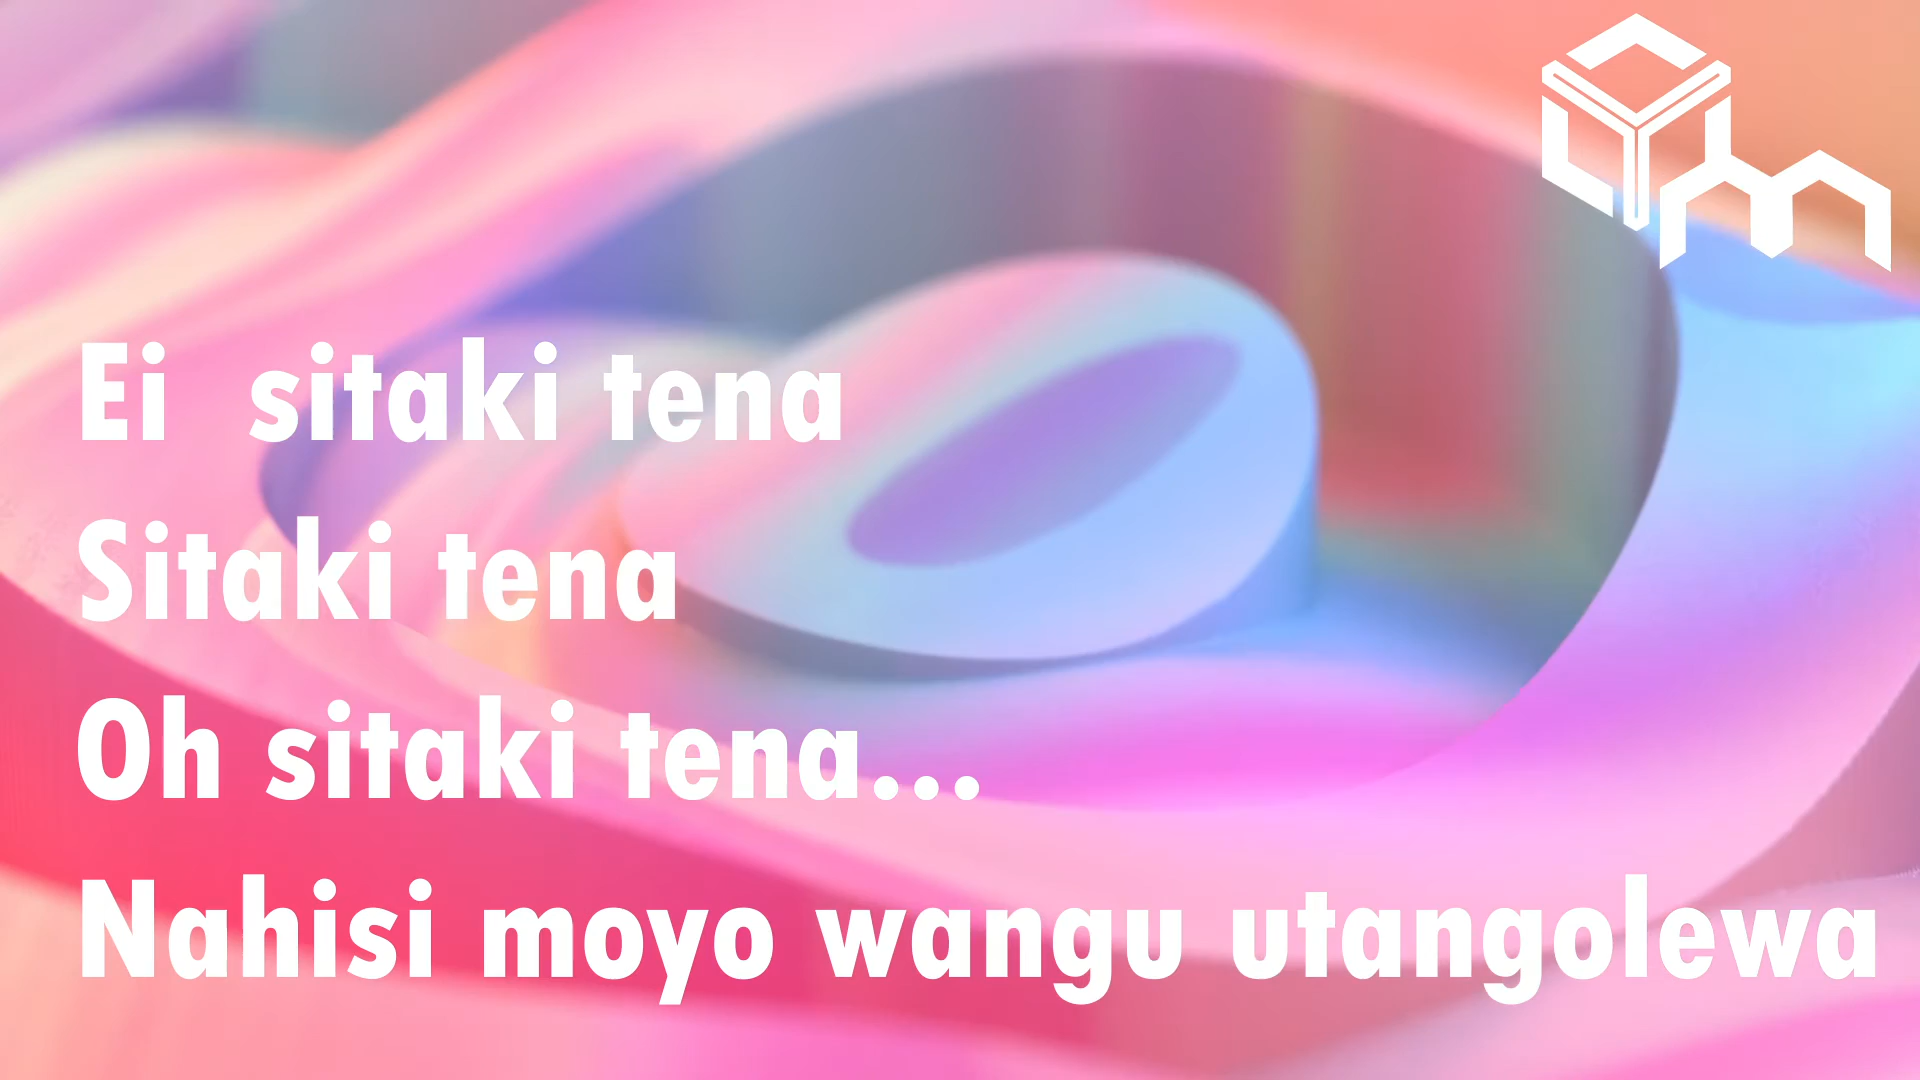 Ei  sitaki tena
Sitaki tena
Oh sitaki tena...
Nahisi moyo wangu utangolewa